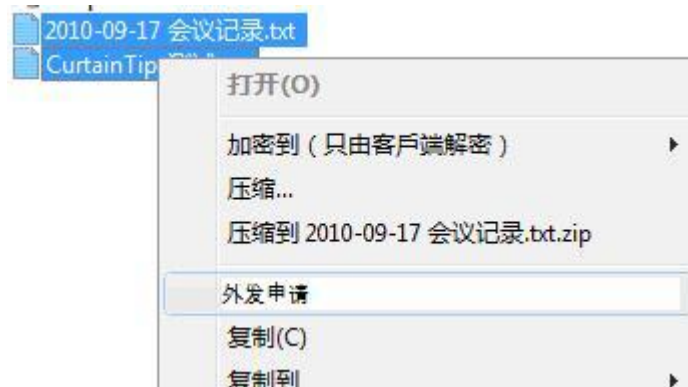 2010-09-17 会议记录.txt
CurtainTip
打开(O)
加密到 ( 只由客戶端解密 )
压缩...
压缩到 2010-09-17 会议记录.txt.zip
外发申请
复制(C)
复制到